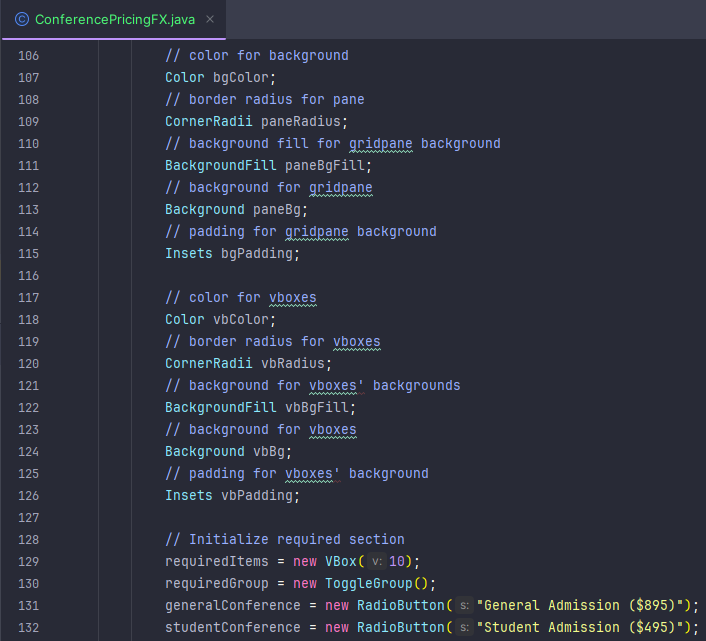 ConferencePricingFX.java
106 // color for background
107 Color bgColor;
108 // border radius for pane
109 CornerRadii paneRadius;
110 // background fill for gridpane background
111 BackgroundFill paneBgFill;
112 // background for gridpane
113 Background paneBg;
114 // padding for gridpane background
115 Insets bgPadding;
116
117 // color for vboxes
118 Color vbColor;
119 // border radius for vboxes
120 CornerRadii vbRadius;
121 // background for vboxes' backgrounds
122 BackgroundFill vbBgFill;
123 // background for vboxes
124 Background vbBg;
125 // padding for vboxes' background
126 Insets vbPadding;
127
128 // Initialize required section
129 requiredItems = new VBox( v: 10);
130 requiredGroup = new ToggleGroup();
131 generalConference = new RadioButton( s: "General Admission ($895)");
132 studentConference = new RadioButton( s: "Student Admission ($495)");